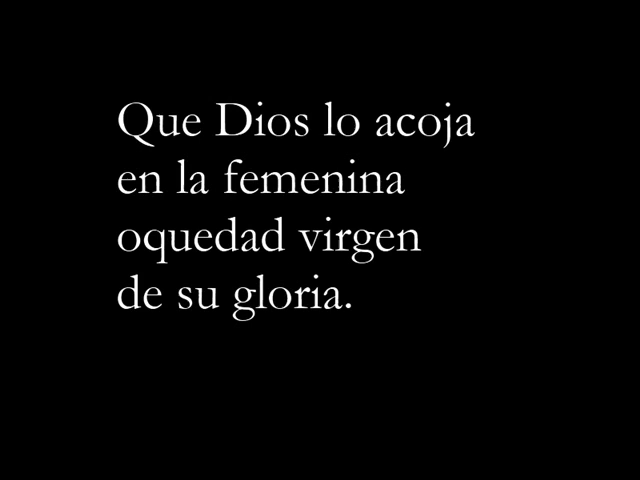 Que Dios lo acoja
en la femenina
oquedad virgen
de su gloria.